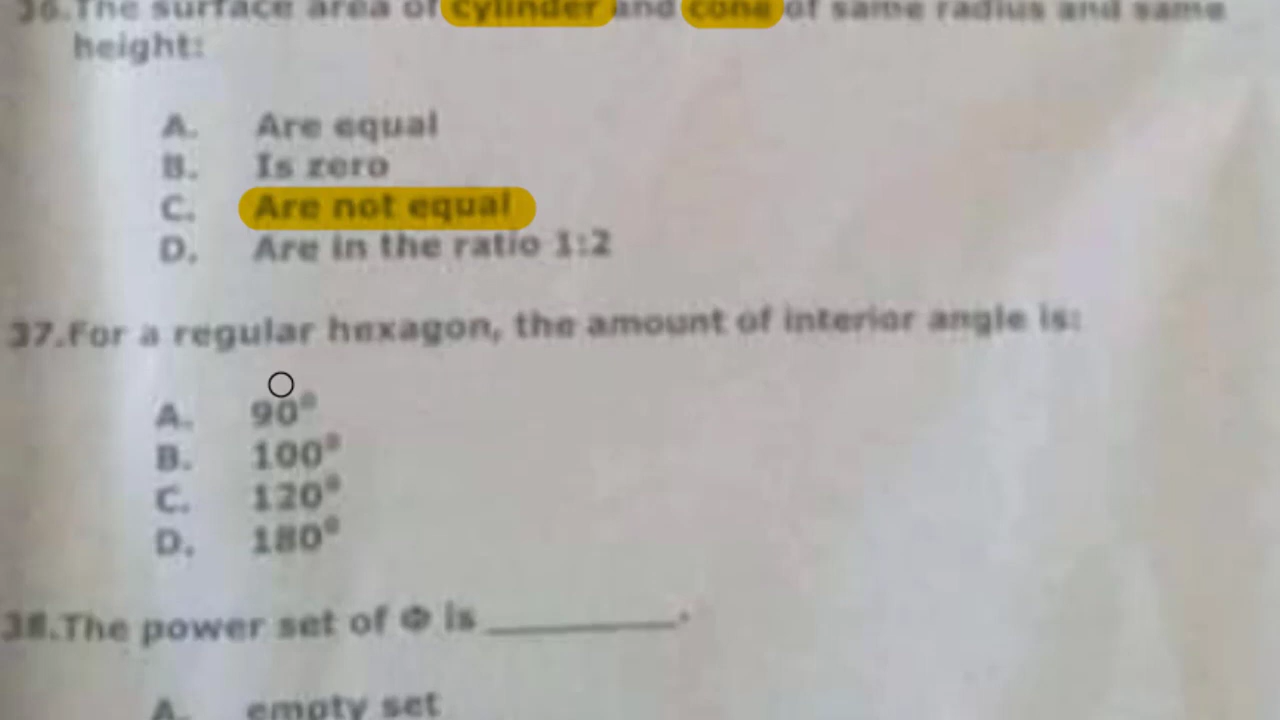 36.The surface area of cylinder and cone of same radius and same
height:
A. Are equal
B. Is zero
C. Are not equal
D. Are in the ratio 1:2
37.For a regular hexagon, the amount of interior angle is:
A. 90°
B. 100°
C. 120°
D. 180°
38.The power set of Φ is ________.
A. empty set